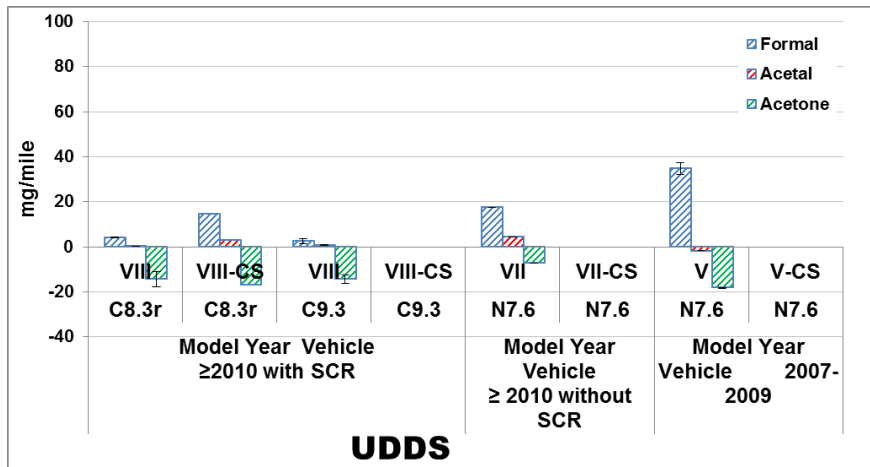 100
80
60
40
20
0
-20
-40
mg/mile
Formal
Acetal
Acetone
VIII VIII-CS VIII VIII-CS VII VII-CS V V-CS
C8.3r C8.3r C9.3 C9.3 N7.6 N7.6 N7.6 N7.6
Model Year Vehicle
≥2010 with SCR
Model Year
Vehicle
≥ 2010 without
SCR
Model Year
Vehicle 2007-
2009
UDDS